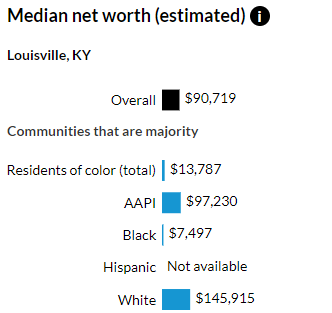 Median net worth (estimated) i
Louisville, KY
Overall $90,719
Communities that are majority
Residents of color (total) $13,787
AAPI $97,230
Black $7,497
Hispanic Not available
White $145,915